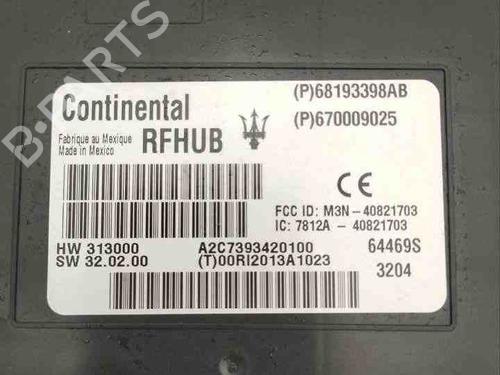 B-PARTS
Continental
(P)68193398AB
Fabrique au Mexique
Made in Mexico
RFHUB
(P)670009025
CE
FCC ID: M3N-40821703
IC: 7812A - 40821703
HW 313000
A2C7393420100
64469S
SW 32.02.00
(T)00RI2013A1023
3204